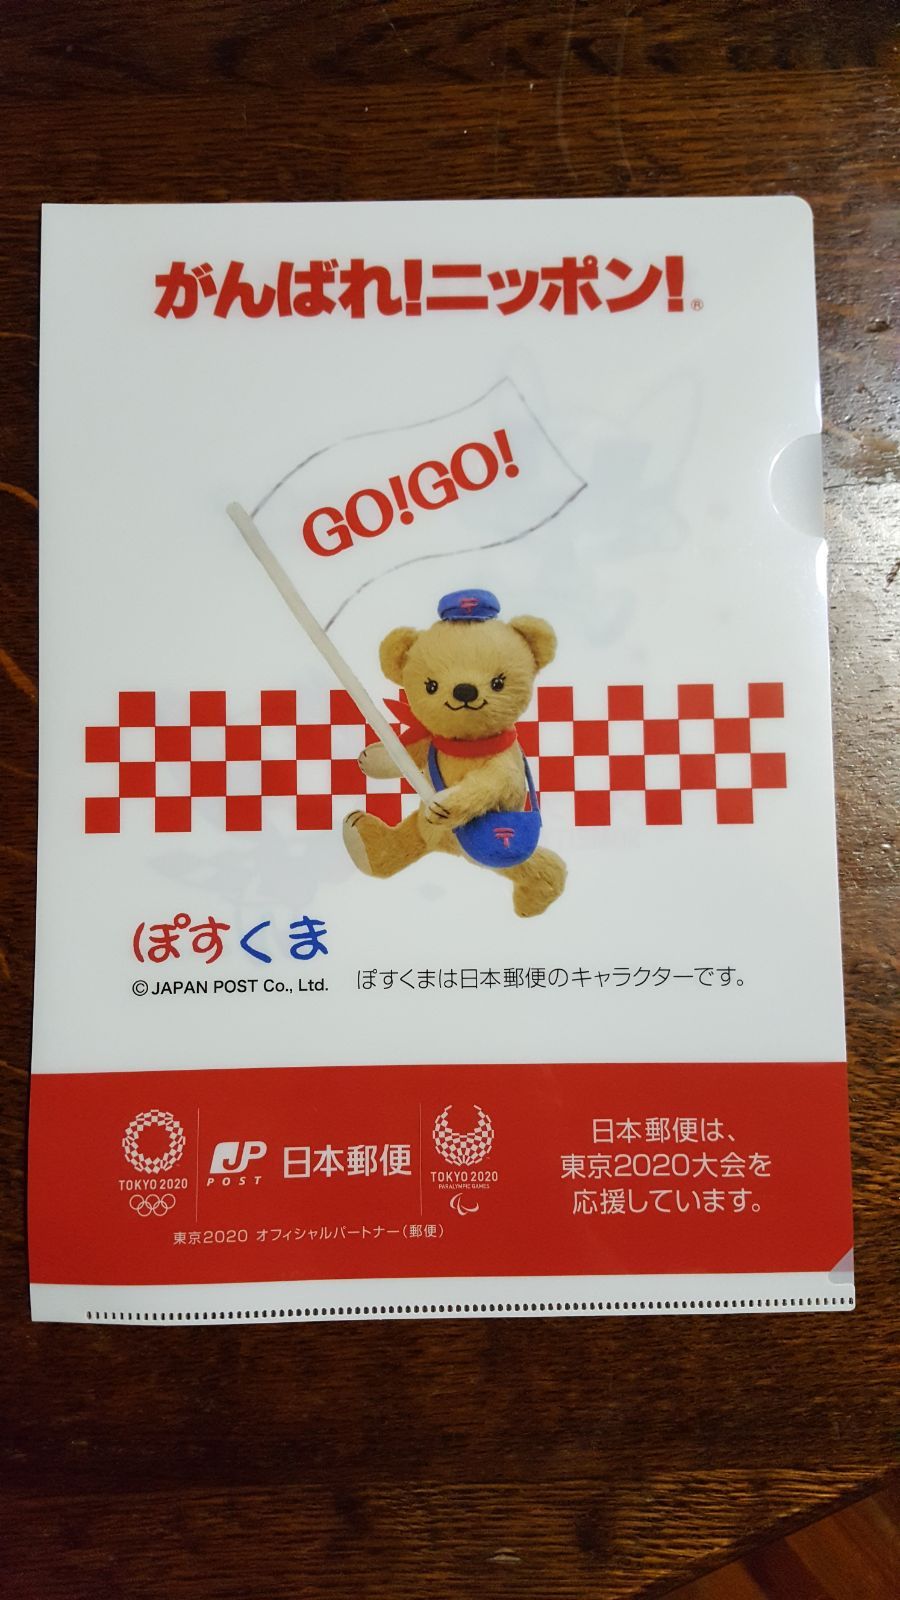 がんばれ!ニッポン!®
GO!GO!
〒
〒
ぽすくま
©JAPAN POST Co., Ltd.
ぽすくまは日本郵便のキャラクターです。
TOKYO 2020
JP
POST
日本郵便
TOKYO 2020
PARALYMPIC GAMES
東京2020 オフィシャルパートナー(郵便)
日本郵便は、
東京2020大会を
応援しています。